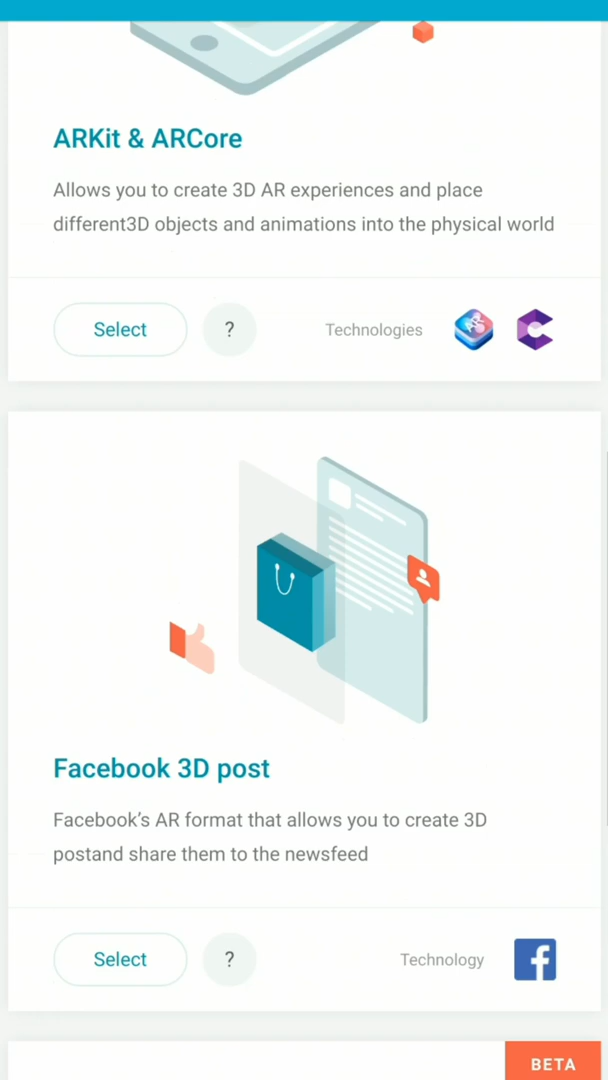 ARKit & ARCore
Allows you to create 3D AR experiences and place
different3D objects and animations into the physical world
Select
?
Technologies
Facebook 3D post
Facebook’s AR format that allows you to create 3D
postand share them to the newsfeed
Select
?
Technology
BETA